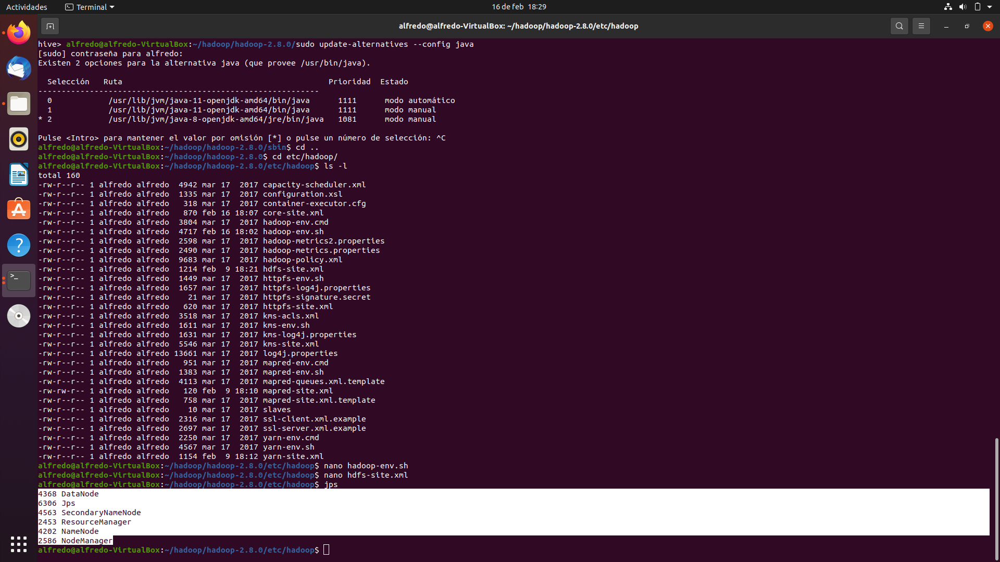 Actividades Terminal 16 de feb 18:29
alfredo@alfredo-VirtualBox: ~/hadoop/hadoop-2.8.0/etc/hadoop
hive> alfredo@alfredo-VirtualBox:~/hadoop/hadoop-2.8.0/sudo update-alternatives --config java
[sudo] contraseña para alfredo:
Existen 2 opciones para la alternativa java (que provee /usr/bin/java).
  Selección   Ruta                                            Prioridad  Estado
------------------------------------------------------------
  0            /usr/lib/jvm/java-11-openjdk-amd64/bin/java      1111      modo automático
  1            /usr/lib/jvm/java-11-openjdk-amd64/bin/java      1111      modo manual
* 2            /usr/lib/jvm/java-8-openjdk-amd64/jre/bin/java   1081      modo manual
Pulse <Intro> para mantener el valor por omisión [*] o pulse un número de selección: ^C
alfredo@alfredo-VirtualBox:~/hadoop/hadoop-2.8.0/sbin$ cd ..
alfredo@alfredo-VirtualBox:~/hadoop/hadoop-2.8.0$ cd etc/hadoop/
alfredo@alfredo-VirtualBox:~/hadoop/hadoop-2.8.0/etc/hadoop$ ls -l
total 160
-rw-r--r-- 1 alfredo alfredo  4942 mar 17  2017 capacity-scheduler.xml
-rw-r--r-- 1 alfredo alfredo  1335 mar 17  2017 configuration.xsl
-rw-r--r-- 1 alfredo alfredo   318 mar 17  2017 container-executor.cfg
-rw-r--r-- 1 alfredo alfredo   870 feb 16 18:07 core-site.xml
-rw-r--r-- 1 alfredo alfredo  3804 mar 17  2017 hadoop-env.cmd
-rw-r--r-- 1 alfredo alfredo  4717 feb 16 18:02 hadoop-env.sh
-rw-r--r-- 1 alfredo alfredo  2598 mar 17  2017 hadoop-metrics2.properties
-rw-r--r-- 1 alfredo alfredo  2490 mar 17  2017 hadoop-metrics.properties
-rw-r--r-- 1 alfredo alfredo  9683 mar 17  2017 hadoop-policy.xml
-rw-r--r-- 1 alfredo alfredo  1214 feb  9 18:21 hdfs-site.xml
-rw-r--r-- 1 alfredo alfredo  1449 mar 17  2017 httpfs-env.sh
-rw-r--r-- 1 alfredo alfredo  1657 mar 17  2017 httpfs-log4j.properties
-rw-r--r-- 1 alfredo alfredo    21 mar 17  2017 httpfs-signature.secret
-rw-r--r-- 1 alfredo alfredo   620 mar 17  2017 httpfs-site.xml
-rw-r--r-- 1 alfredo alfredo  3518 mar 17  2017 kms-acls.xml
-rw-r--r-- 1 alfredo alfredo  1611 mar 17  2017 kms-env.sh
-rw-r--r-- 1 alfredo alfredo  1631 mar 17  2017 kms-log4j.properties
-rw-r--r-- 1 alfredo alfredo  5546 mar 17  2017 kms-site.xml
-rw-r--r-- 1 alfredo alfredo 13661 mar 17  2017 log4j.properties
-rw-r--r-- 1 alfredo alfredo   951 mar 17  2017 mapred-env.cmd
-rw-r--r-- 1 alfredo alfredo  1383 mar 17  2017 mapred-env.sh
-rw-r--r-- 1 alfredo alfredo  4113 mar 17  2017 mapred-queues.xml.template
-rw-rw-r-- 1 alfredo alfredo   120 feb  9 18:10 mapred-site.xml
-rw-r--r-- 1 alfredo alfredo   758 mar 17  2017 mapred-site.xml.template
-rw-r--r-- 1 alfredo alfredo    10 mar 17  2017 slaves
-rw-r--r-- 1 alfredo alfredo  2316 mar 17  2017 ssl-client.xml.example
-rw-r--r-- 1 alfredo alfredo  2697 mar 17  2017 ssl-server.xml.example
-rw-r--r-- 1 alfredo alfredo  2250 mar 17  2017 yarn-env.cmd
-rw-r--r-- 1 alfredo alfredo  4567 mar 17  2017 yarn-env.sh
-rw-r--r-- 1 alfredo alfredo  1154 feb  9 18:12 yarn-site.xml
alfredo@alfredo-VirtualBox:~/hadoop/hadoop-2.8.0/etc/hadoop$ nano hadoop-env.sh
alfredo@alfredo-VirtualBox:~/hadoop/hadoop-2.8.0/etc/hadoop$ nano hdfs-site.xml
alfredo@alfredo-VirtualBox:~/hadoop/hadoop-2.8.0/etc/hadoop$ jps
4368 DataNode
6306 Jps
4563 SecondaryNameNode
2453 ResourceManager
4202 NameNode
2586 NodeManager
alfredo@alfredo-VirtualBox:~/hadoop/hadoop-2.8.0/etc/hadoop$